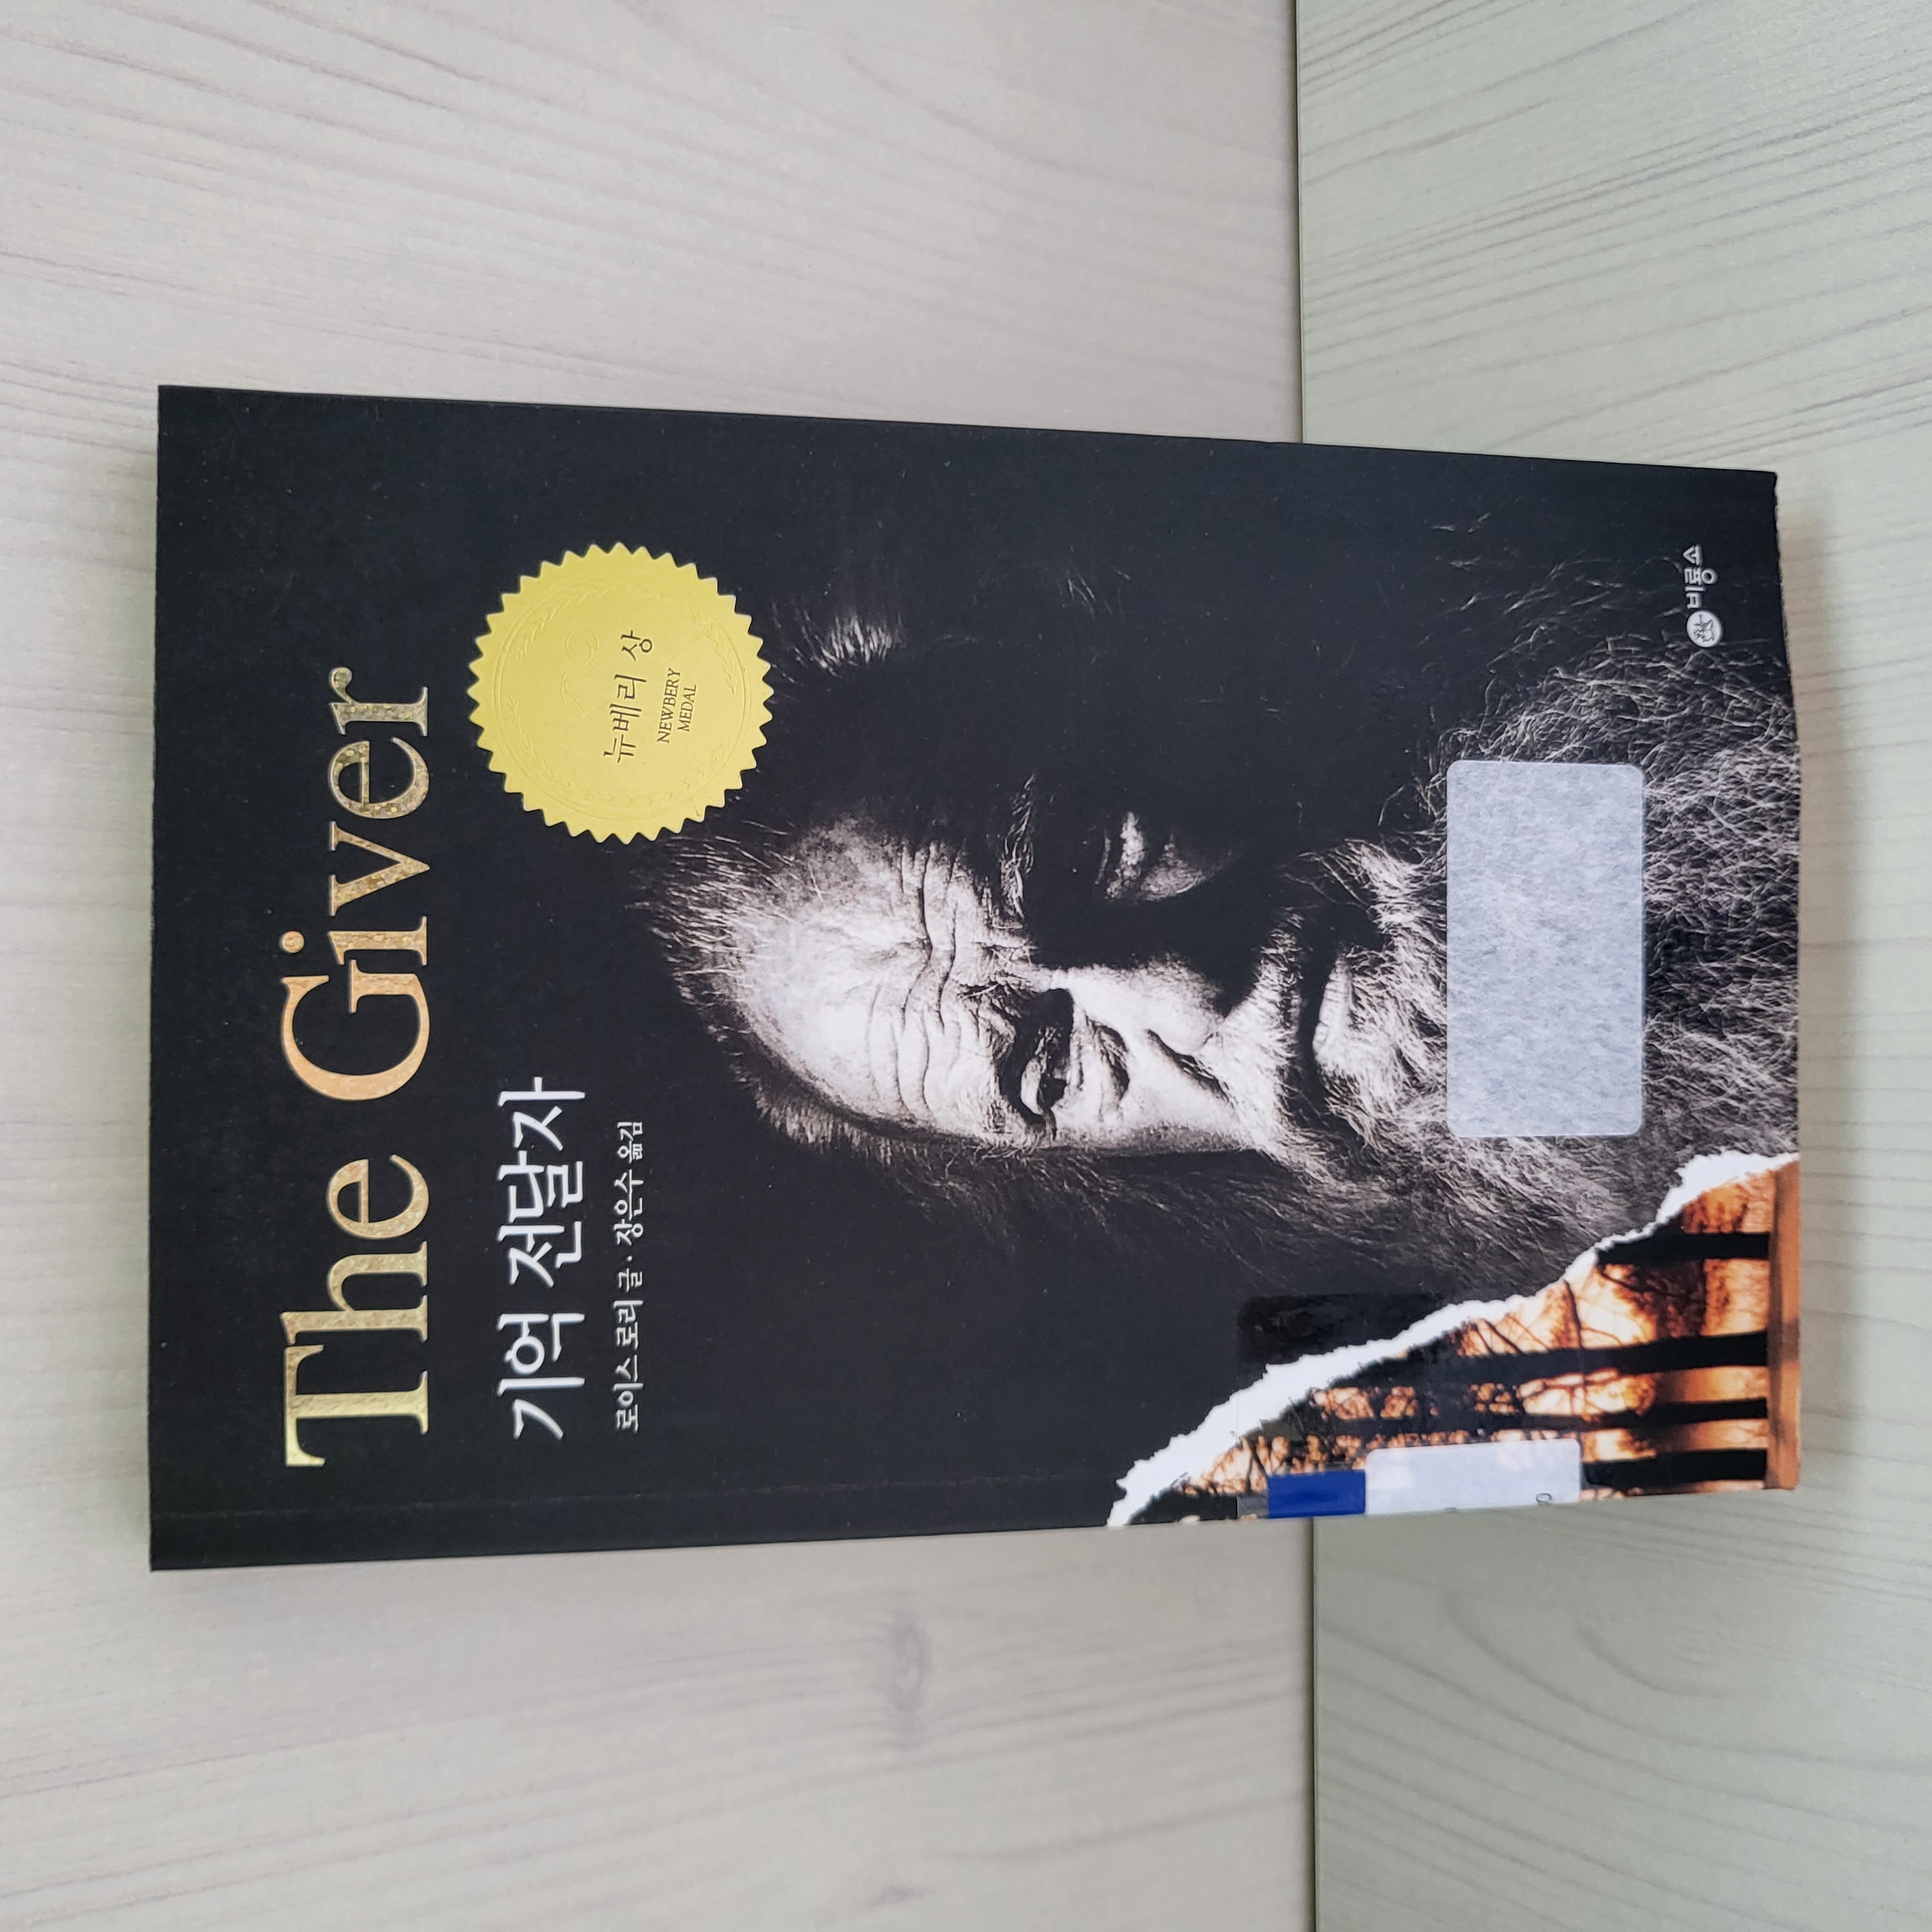 The Giver
기억 전달자
로이스 로리 글 · 장은수 옮김
뉴베리 상
NEWBERY
MEDAL
비룡소